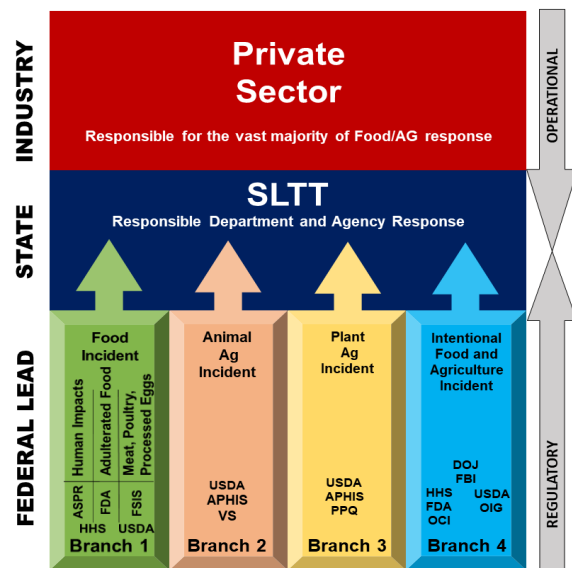 INDUSTRY
Private
Sector
Responsible for the vast majority of Food/AG response
OPERATIONAL
STATE
SLTT
Responsible Department and Agency Response
FEDERAL LEAD
Food
Incident
Human Impacts
Adulterated Food
Meat, Poultry,
Processed Eggs
ASPR
FDA
FSIS
HHS
USDA
Branch 1
Animal
Ag
Incident
USDA
APHIS
VS
Branch 2
Plant
Ag
Incident
USDA
APHIS
PPQ
Branch 3
Intentional
Food and
Agriculture
Incident
DOJ
FBI
HHS
FDA
OCI
USDA
OIG
Branch 4
REGULATORY